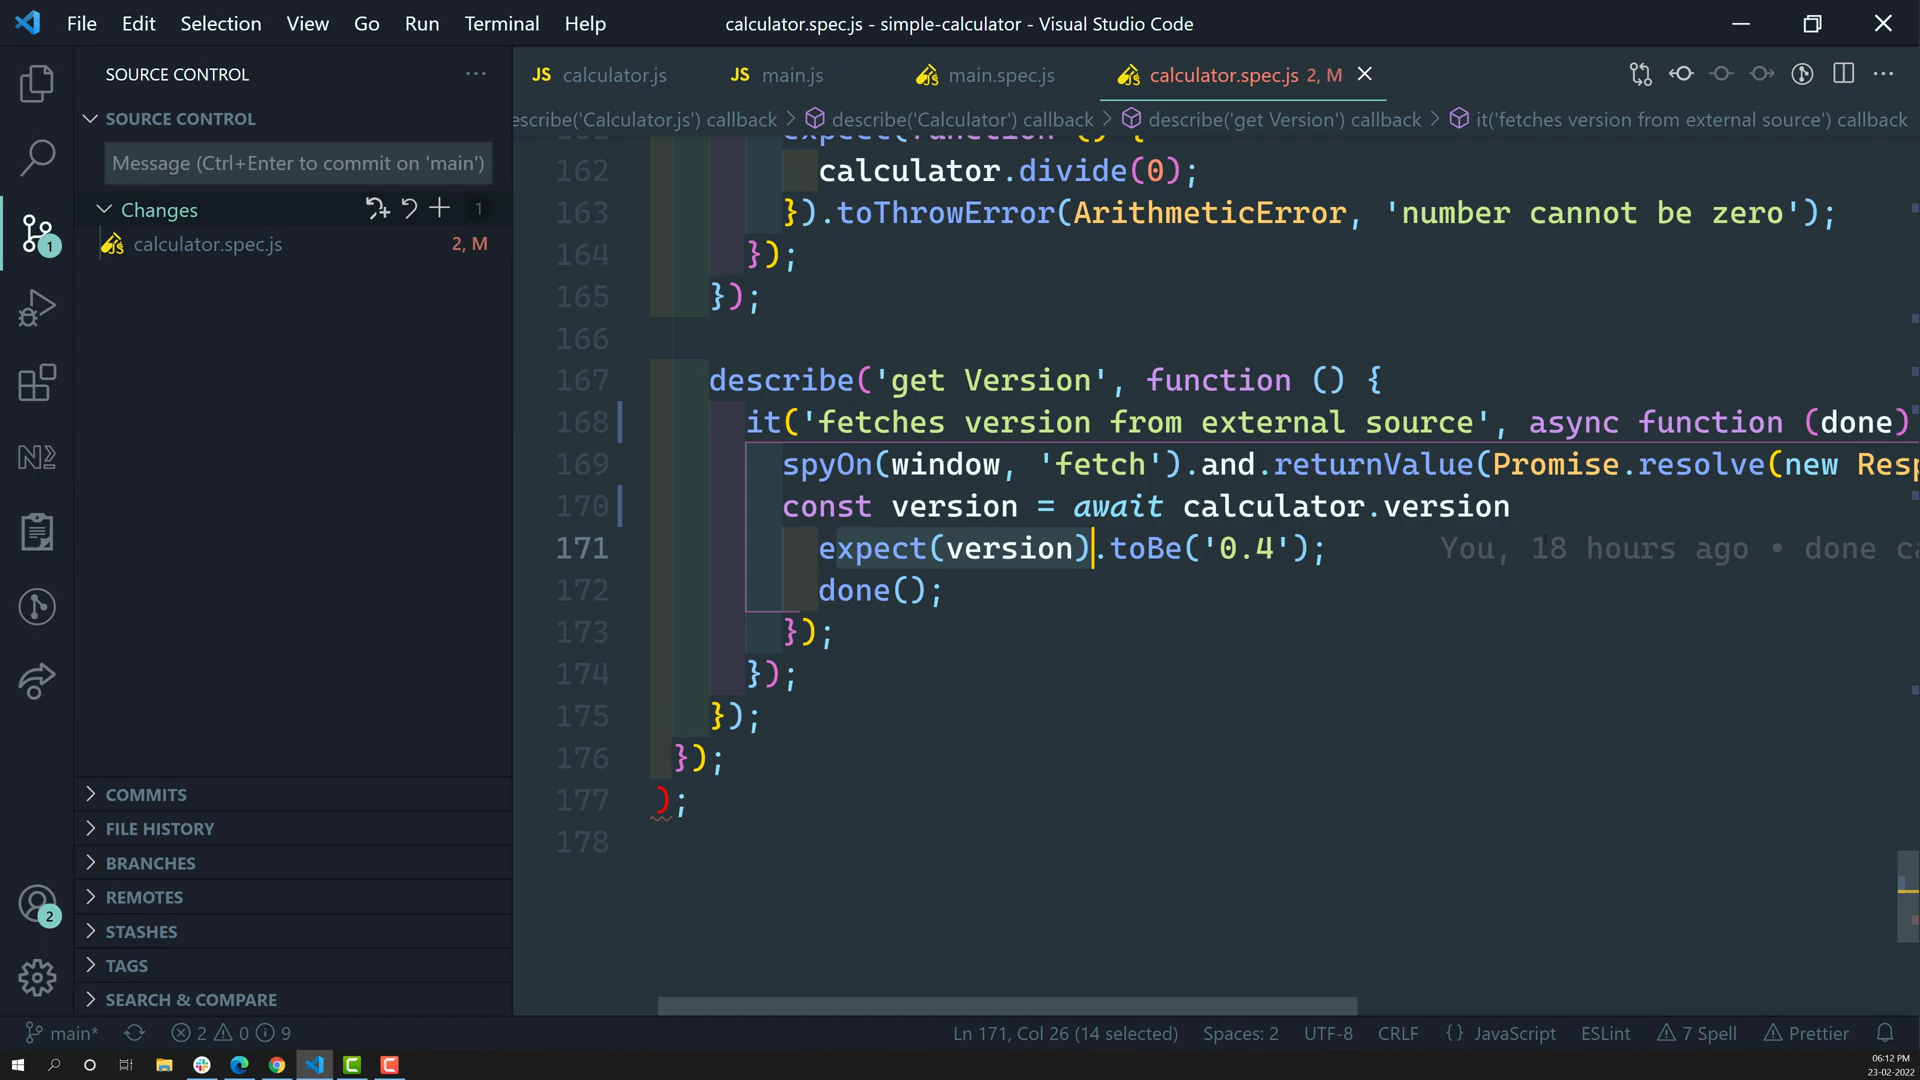 File Edit Selection View Go Run Terminal Help
calculator.spec.js - simple-calculator - Visual Studio Code
SOURCE CONTROL
SOURCE CONTROL
Message (Ctrl+Enter to commit on 'main')
Changes 1
calculator.spec.js 2, M
1
2
COMMITS
FILE HISTORY
BRANCHES
REMOTES
STASHES
TAGS
SEARCH & COMPARE
JS calculator.js JS main.js main.spec.js calculator.spec.js 2, M
escribe('Calculator.js') callback > describe('Calculator') callback > describe('get Version') callback > it('fetches version from external source') callback
expect(function () {
162 calculator.divide(0);
163 }).toThrowError(ArithmeticError, 'number cannot be zero');
164 });
165 });
166
167 describe('get Version', function () {
168 it('fetches version from external source', async function (done)
169 spyOn(window, 'fetch').and.returnValue(Promise.resolve(new Resp
170 const version = await calculator.version
171 expect(version).toBe('0.4'); You, 18 hours ago • done ca
172 done();
173 });
174 });
175 });
176 });
177 );
178
main* 2 0 9 Ln 171, Col 26 (14 selected) Spaces: 2 UTF-8 CRLF {} JavaScript ESLint 7 Spell Prettier
06:12 PM
23-02-2022